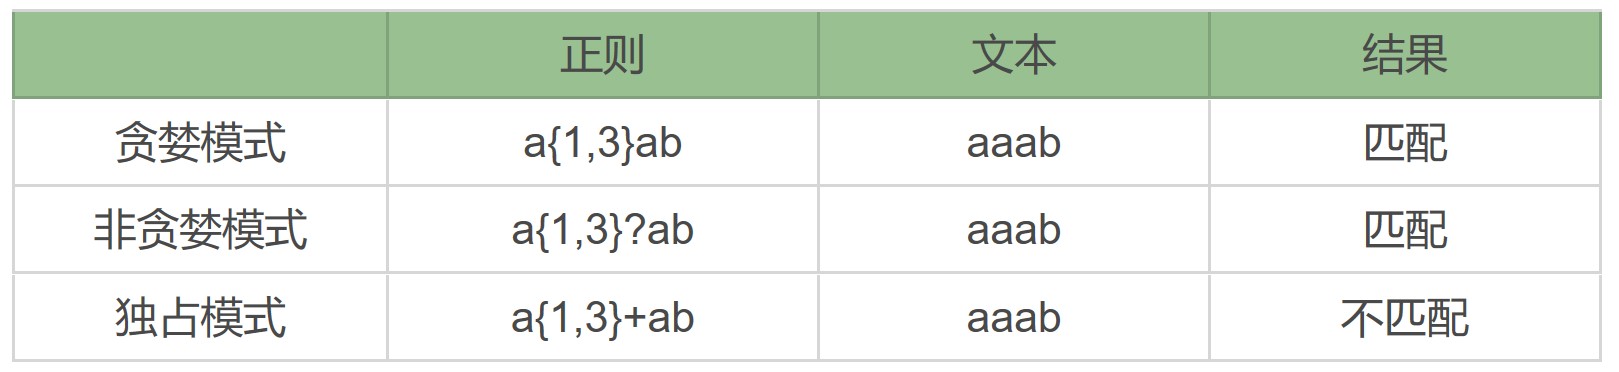 正则 文本 结果
贪婪模式 a{1,3}ab aaab 匹配
非贪婪模式 a{1,3}?ab aaab 匹配
独占模式 a{1,3}+ab aaab 不匹配